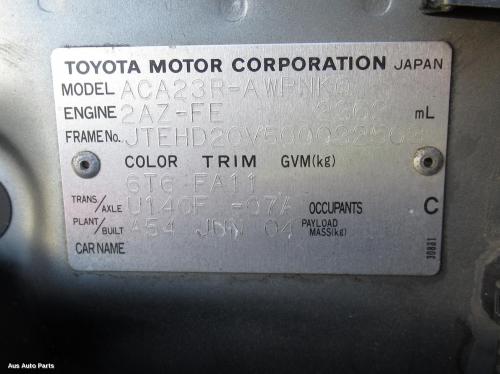 TOYOTA MOTOR CORPORATION JAPAN
MODEL ACA23R-AWPNKQ
ENGINE 2AZ-FE 2362 mL
FRAME No.
COLOR TRIM GVM(kg)
6T6 FA11
TRANS/AXLE U140F -07A OCCUPANTS C
PLANT/BUILT A54 JUN 04 PAYLOAD MASS(kg)
CAR NAME
30881
Aus Auto Parts